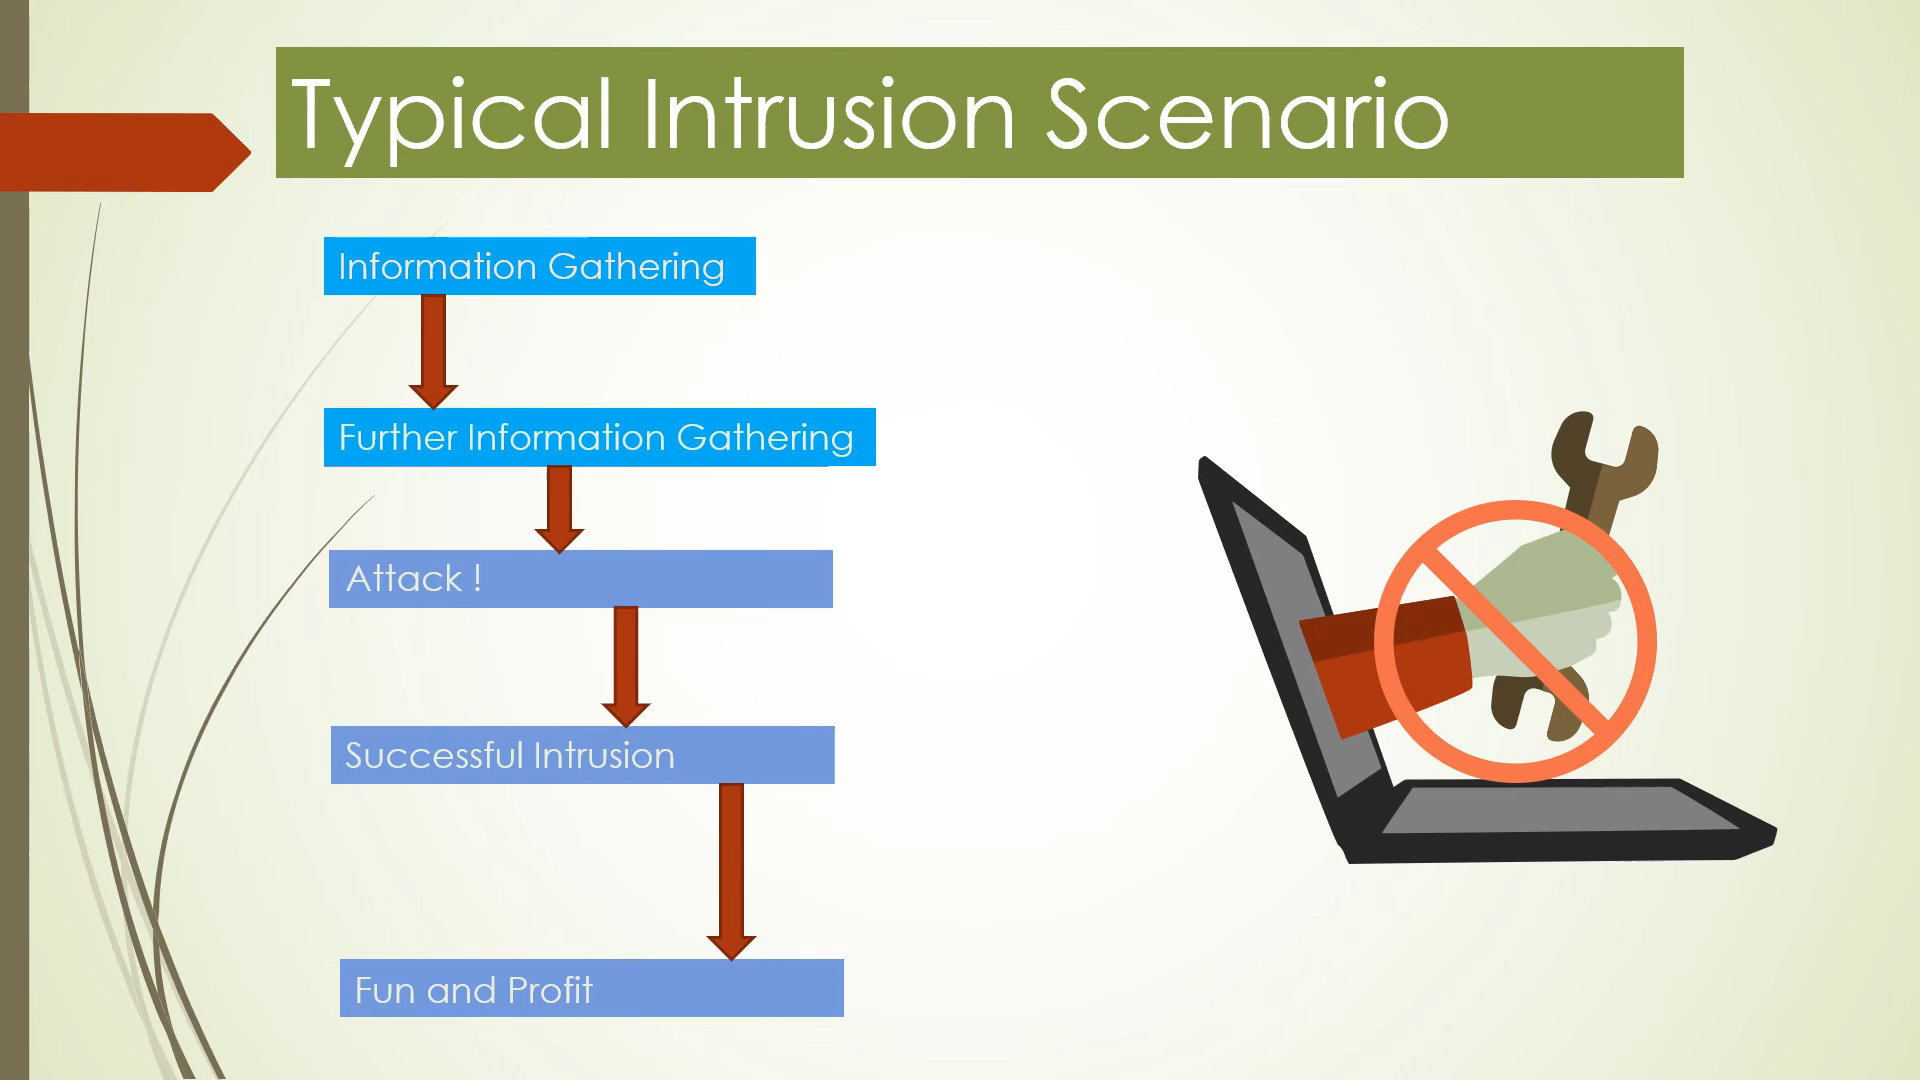 Typical Intrusion Scenario
Information Gathering
Further Information Gathering
Attack !
Successful Intrusion
Fun and Profit